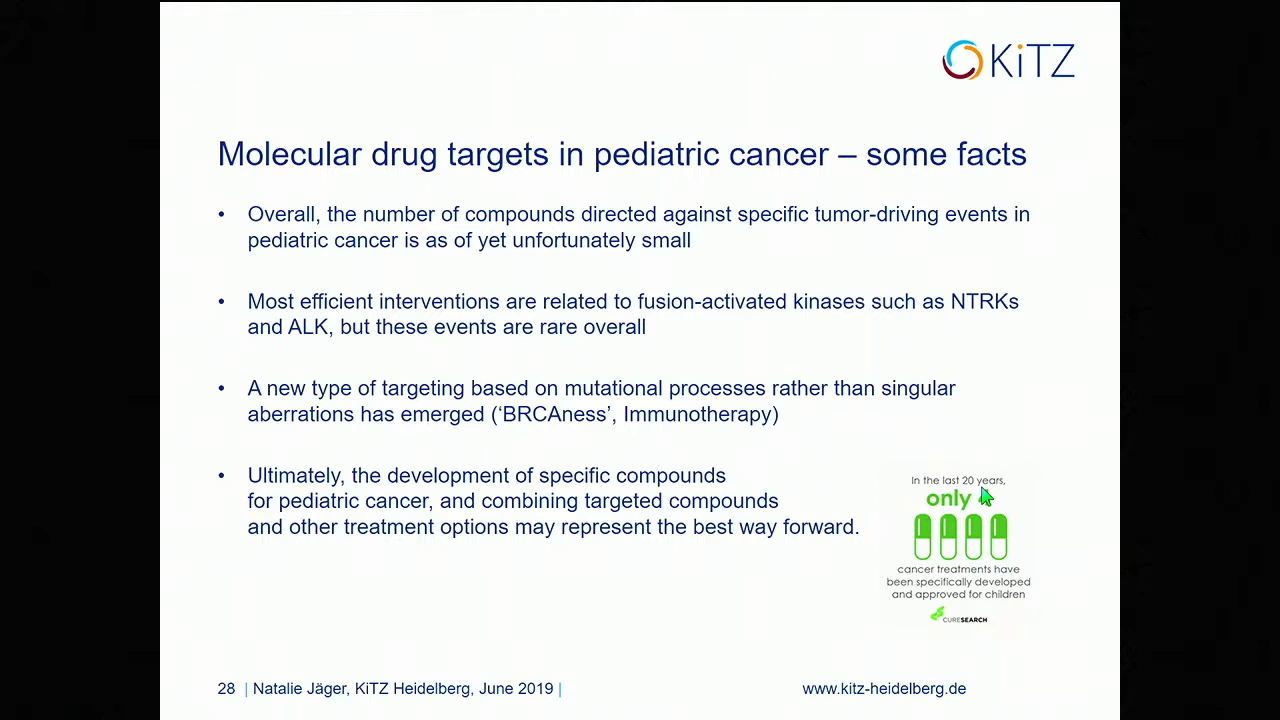 KiTZ
Molecular drug targets in pediatric cancer – some facts
• Overall, the number of compounds directed against specific tumor-driving events in
pediatric cancer is as of yet unfortunately small
• Most efficient interventions are related to fusion-activated kinases such as NTRKs
and ALK, but these events are rare overall
• A new type of targeting based on mutational processes rather than singular
aberrations has emerged (‘BRCAness’, Immunotherapy)
• Ultimately, the development of specific compounds
for pediatric cancer, and combining targeted compounds
and other treatment options may represent the best way forward.
In the last 20 years,
only
cancer treatments have
been specifically developed
and approved for children
CURESEARCH
28 | Natalie Jäger, KiTZ Heidelberg, June 2019 |
www.kitz-heidelberg.de